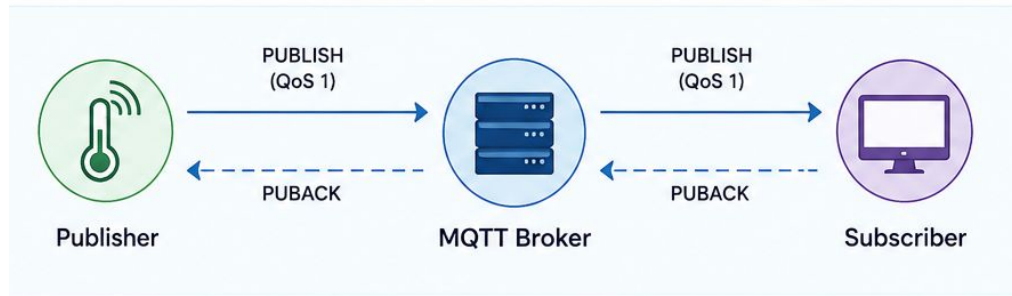 PUBLISH
(QoS 1)
PUBLISH
(QoS 1)
PUBACK
PUBACK
Publisher
MQTT Broker
Subscriber